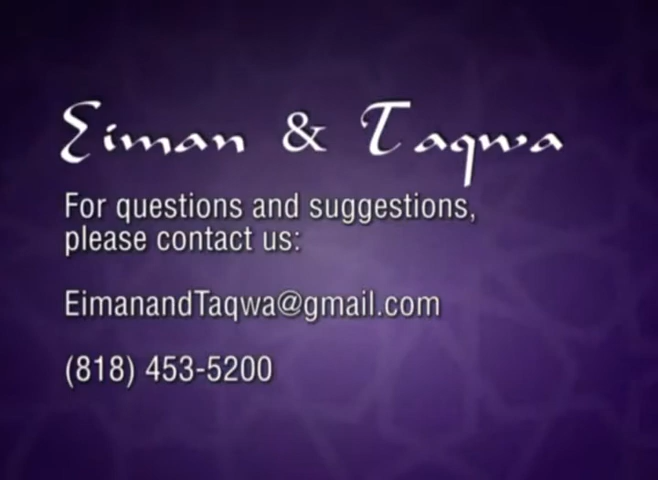 Eiman & Taqwa
For questions and suggestions,
please contact us:
EimanandTaqwa@gmail.com
(818) 453-5200